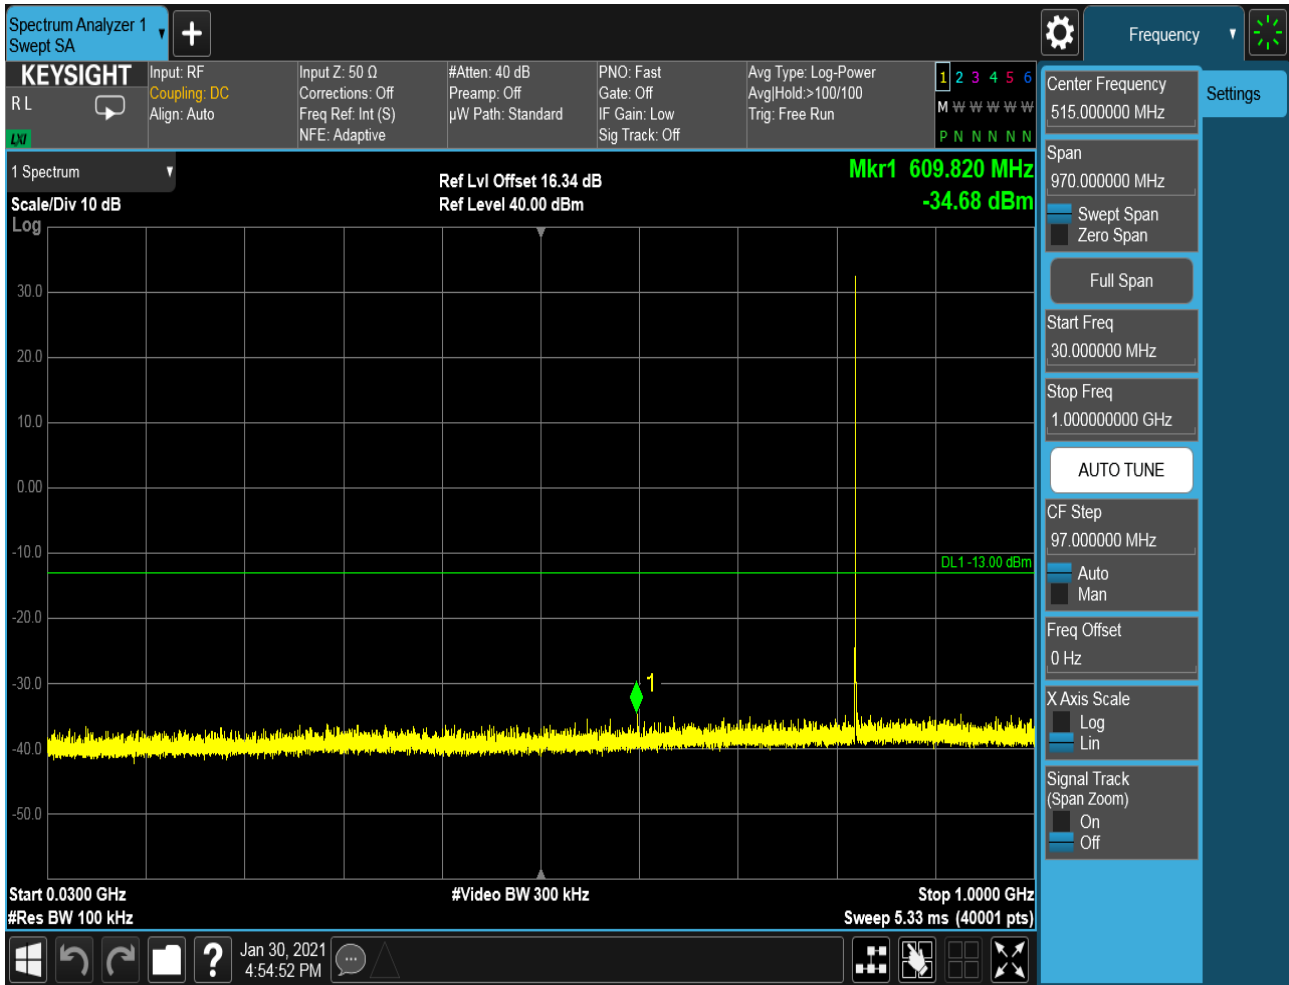 Spectrum Analyzer 1
Swept SA
Frequency
KEYSIGHT
R L
LXI
Input: RF
Coupling: DC
Align: Auto
Input Z: 50 Ω
Corrections: Off
Freq Ref: Int (S)
NFE: Adaptive
#Atten: 40 dB
Preamp: Off
µW Path: Standard
PNO: Fast
Gate: Off
IF Gain: Low
Sig Track: Off
Avg Type: Log-Power
Avg|Hold:>100/100
Trig: Free Run
1 2 3 4 5 6
M W W W W W
P N N N N N
1 Spectrum
Scale/Div 10 dB
Log
Ref Lvl Offset 16.34 dB
Ref Level 40.00 dBm
Mkr1 609.820 MHz
-34.68 dBm
30.0
20.0
10.0
0.00
-10.0
-20.0
-30.0
-40.0
-50.0
DL1 -13.00 dBm
1
Start 0.0300 GHz
#Res BW 100 kHz
#Video BW 300 kHz
Stop 1.0000 GHz
Sweep 5.33 ms (40001 pts)
Jan 30, 2021
4:54:52 PM
Center Frequency
515.000000 MHz
Span
970.000000 MHz
Swept Span
Zero Span
Full Span
Start Freq
30.000000 MHz
Stop Freq
1.000000000 GHz
AUTO TUNE
CF Step
97.000000 MHz
Auto
Man
Freq Offset
0 Hz
X Axis Scale
Log
Lin
Signal Track
(Span Zoom)
On
Off
Settings